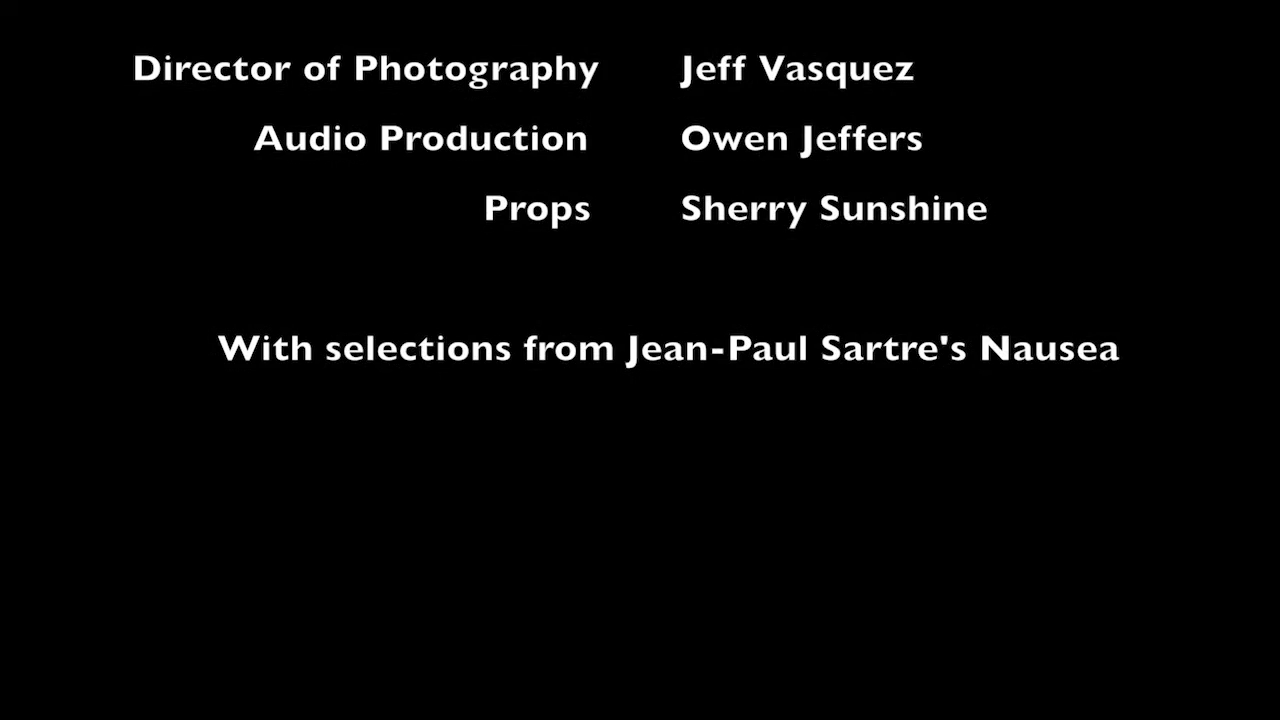 Director of Photography Jeff Vasquez
Audio Production Owen Jeffers
Props Sherry Sunshine
With selections from Jean-Paul Sartre's Nausea